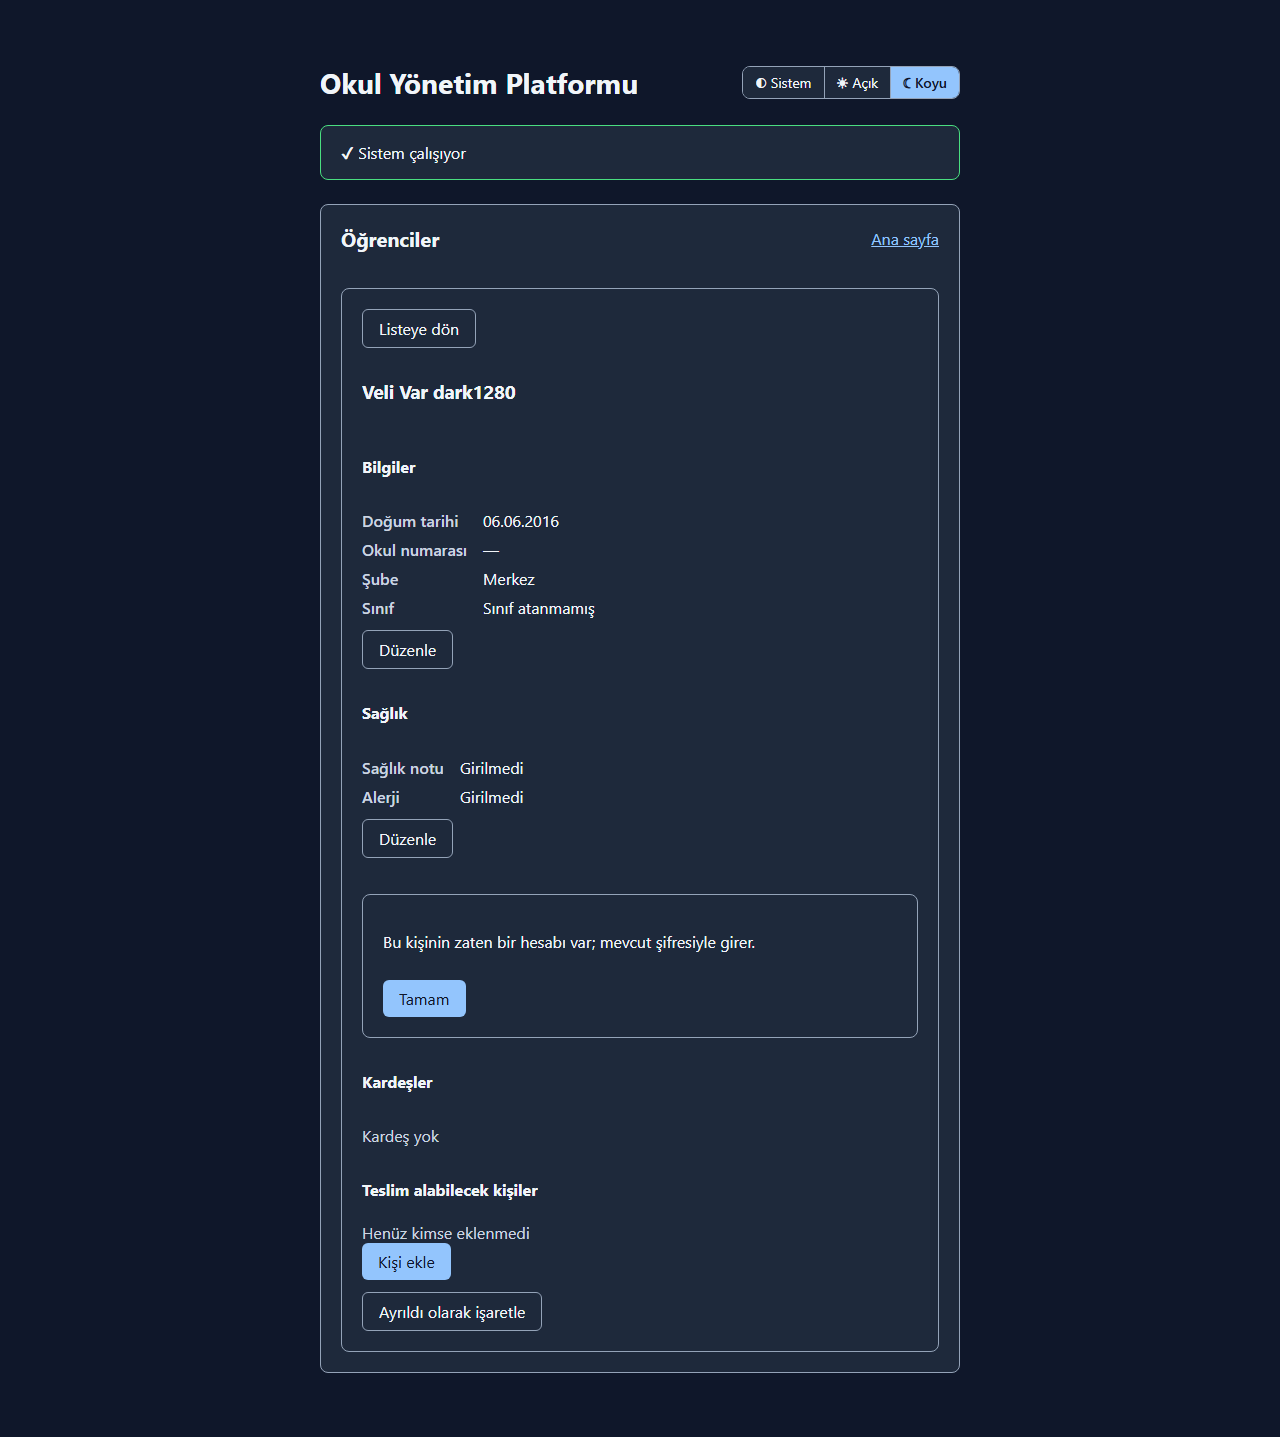 Okul Yönetim Platformu
Sistem Açık Koyu
Sistem çalışıyor
Öğrenciler Ana sayfa
Listeye dön
Veli Var dark1280
Bilgiler
Doğum tarihi 06.06.2016
Okul numarası —
Şube Merkez
Sınıf Sınıf atanmamış
Düzenle
Sağlık
Sağlık notu Girilmedi
Alerji Girilmedi
Düzenle
Bu kişinin zaten bir hesabı var; mevcut şifresiyle girer.
Tamam
Kardeşler
Kardeş yok
Teslim alabilecek kişiler
Henüz kimse eklenmedi
Kişi ekle
Ayrıldı olarak işaretle